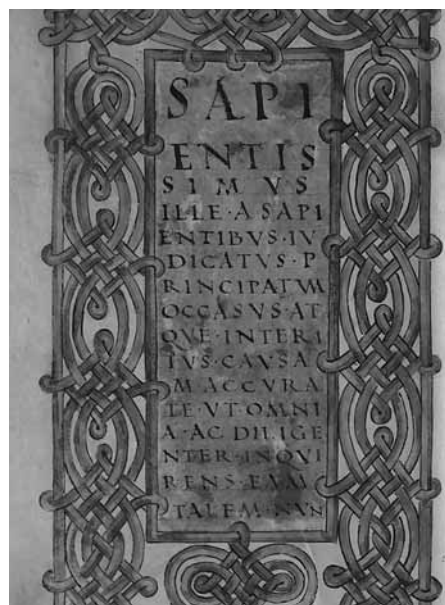 SAPI
ENTIS
SIMVS
ILLE·A SAPI
ENTIBVS·IV
DICATVS·P
RINCIPATVM
OCCASVS·AT
QVE·INTERI
TVS·CAVSA
M ACCVRA
TE·VT·OMNI
A·AC DILIGE
NTER·INQVI
RENS·EVM
TALEM·NVN